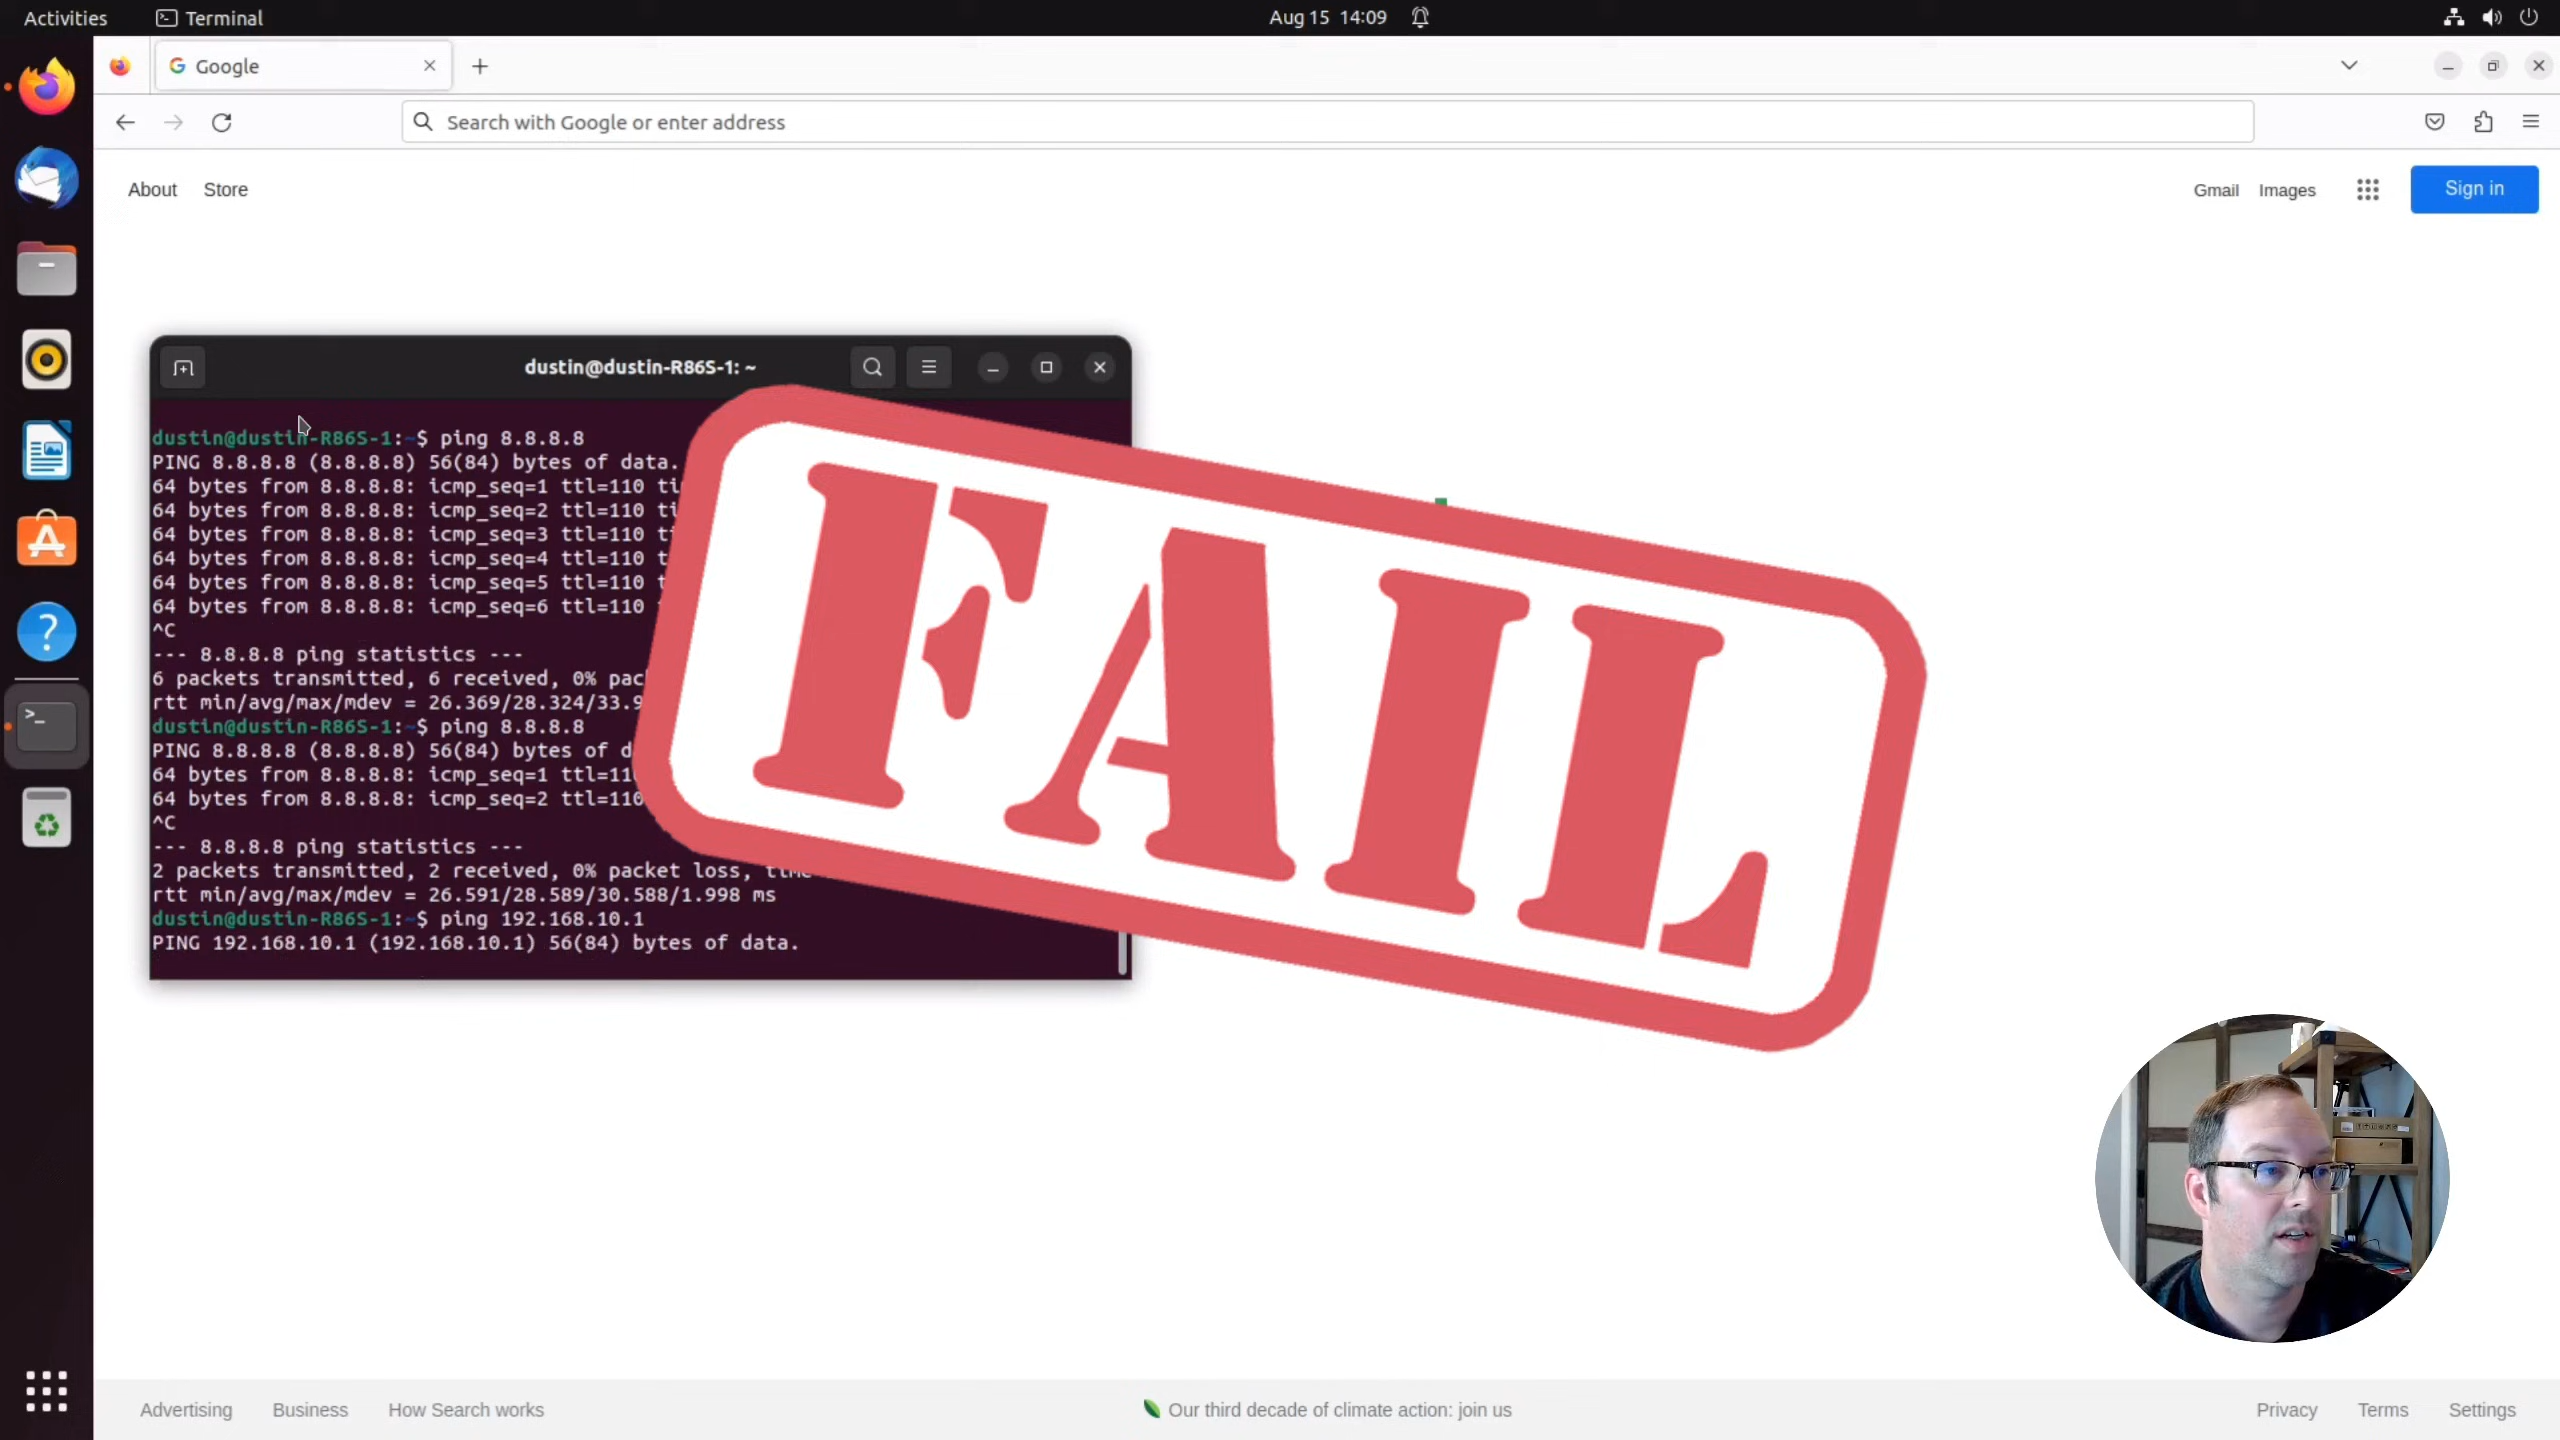 Activities
Terminal
Aug 15 14:09
Google
Search with Google or enter address
About
Store
Gmail
Images
Sign in
dustin@dustin-R86S-1: ~
dustin@dustin-R86S-1:~$ ping 8.8.8.8
PING 8.8.8.8 (8.8.8.8) 56(84) bytes of data.
64 bytes from 8.8.8.8: icmp_seq=1 ttl=110
64 bytes from 8.8.8.8: icmp_seq=2 ttl=110
64 bytes from 8.8.8.8: icmp_seq=3 ttl=110
64 bytes from 8.8.8.8: icmp_seq=4 ttl=110
64 bytes from 8.8.8.8: icmp_seq=5 ttl=110
64 bytes from 8.8.8.8: icmp_seq=6 ttl=110
^C
--- 8.8.8.8 ping statistics ---
6 packets transmitted, 6 received, 0%
rtt min/avg/max/mdev = 26.369/28.324/33.9
dustin@dustin-R86S-1:~$ ping 8.8.8.8
PING 8.8.8.8 (8.8.8.8) 56(84) bytes of
64 bytes from 8.8.8.8: icmp_seq=1
64 bytes from 8.8.8.8: icmp_seq=2 ttl=110
^C
--- 8.8.8.8 ping statistics ---
2 packets transmitted, 2 received, 0% packet loss,
rtt min/avg/max/mdev = 26.591/28.589/30.588/1.998 ms
dustin@dustin-R86S-1:~$ ping 192.168.10.1
PING 192.168.10.1 (192.168.10.1) 56(84) bytes of data.
FAIL
Advertising
Business
How Search works
Our third decade of climate action: join us
Privacy
Terms
Settings